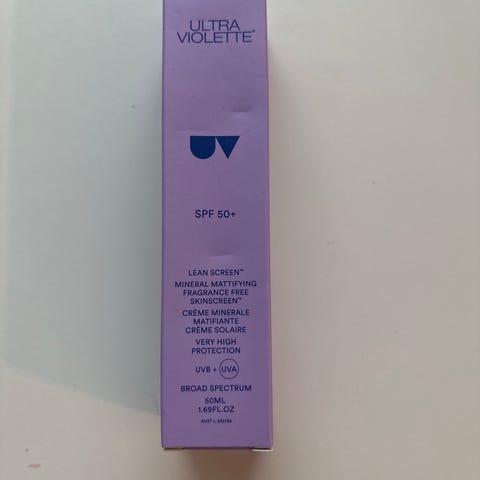 ULTRA
VIOLETTE
UV
SPF 50+
LEAN SCREEN™
MINERAL MATTIFYING
FRAGRANCE FREE
SKINSCREEN™
CRÈME MINERALE
MATIFIANTE
CRÈME SOLAIRE
VERY HIGH
PROTECTION
UVB + UVA
BROAD SPECTRUM
50ML
1.69FL.OZ
AUST L